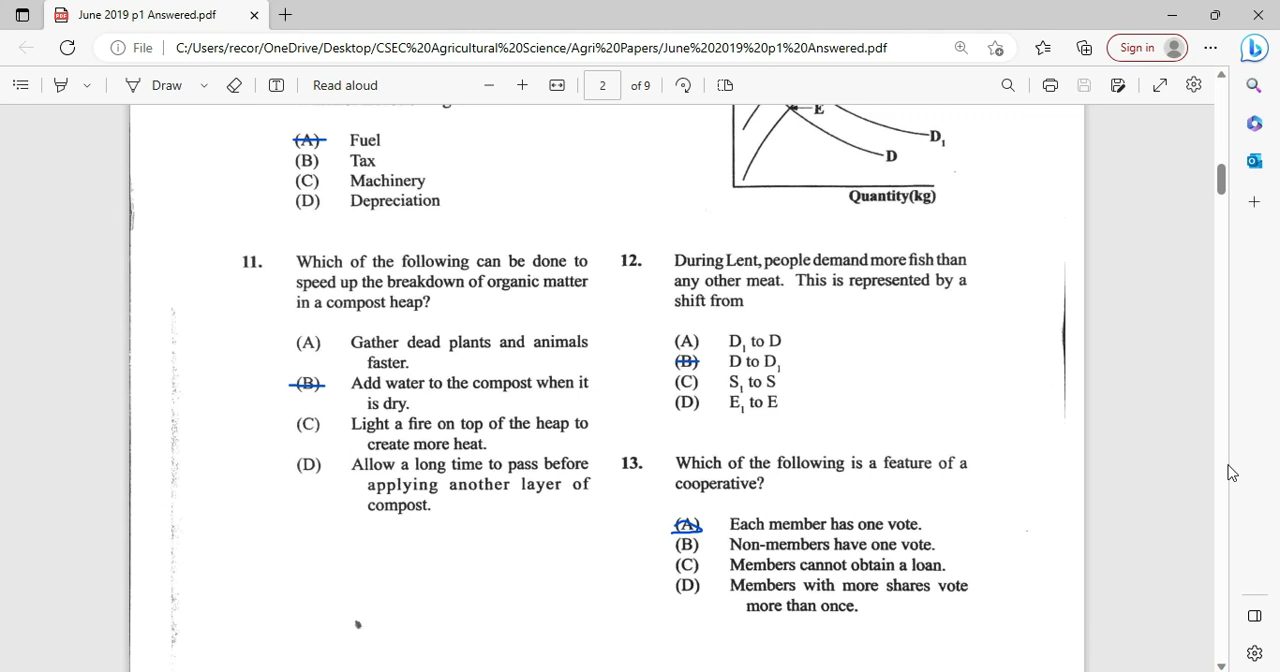 June 2019 p1 Answered.pdf
File
C:/Users/recor/OneDrive/Desktop/CSEC%20Agricultural%20Science/Agri%20Papers/June%202019%20p1%20Answered.pdf
Sign in
Draw
Read aloud
2
of 9
(A) Fuel
(B) Tax
(C) Machinery
(D) Depreciation
E
D1
D
Quantity(kg)
11. Which of the following can be done to
speed up the breakdown of organic matter
in a compost heap?
(A) Gather dead plants and animals
faster.
(B) Add water to the compost when it
is dry.
(C) Light a fire on top of the heap to
create more heat.
(D) Allow a long time to pass before
applying another layer of
compost.
12. During Lent, people demand more fish than
any other meat. This is represented by a
shift from
(A) D1 to D
(B) D to D1
(C) S1 to S
(D) E1 to E
13. Which of the following is a feature of a
cooperative?
(A) Each member has one vote.
(B) Non-members have one vote.
(C) Members cannot obtain a loan.
(D) Members with more shares vote
more than once.